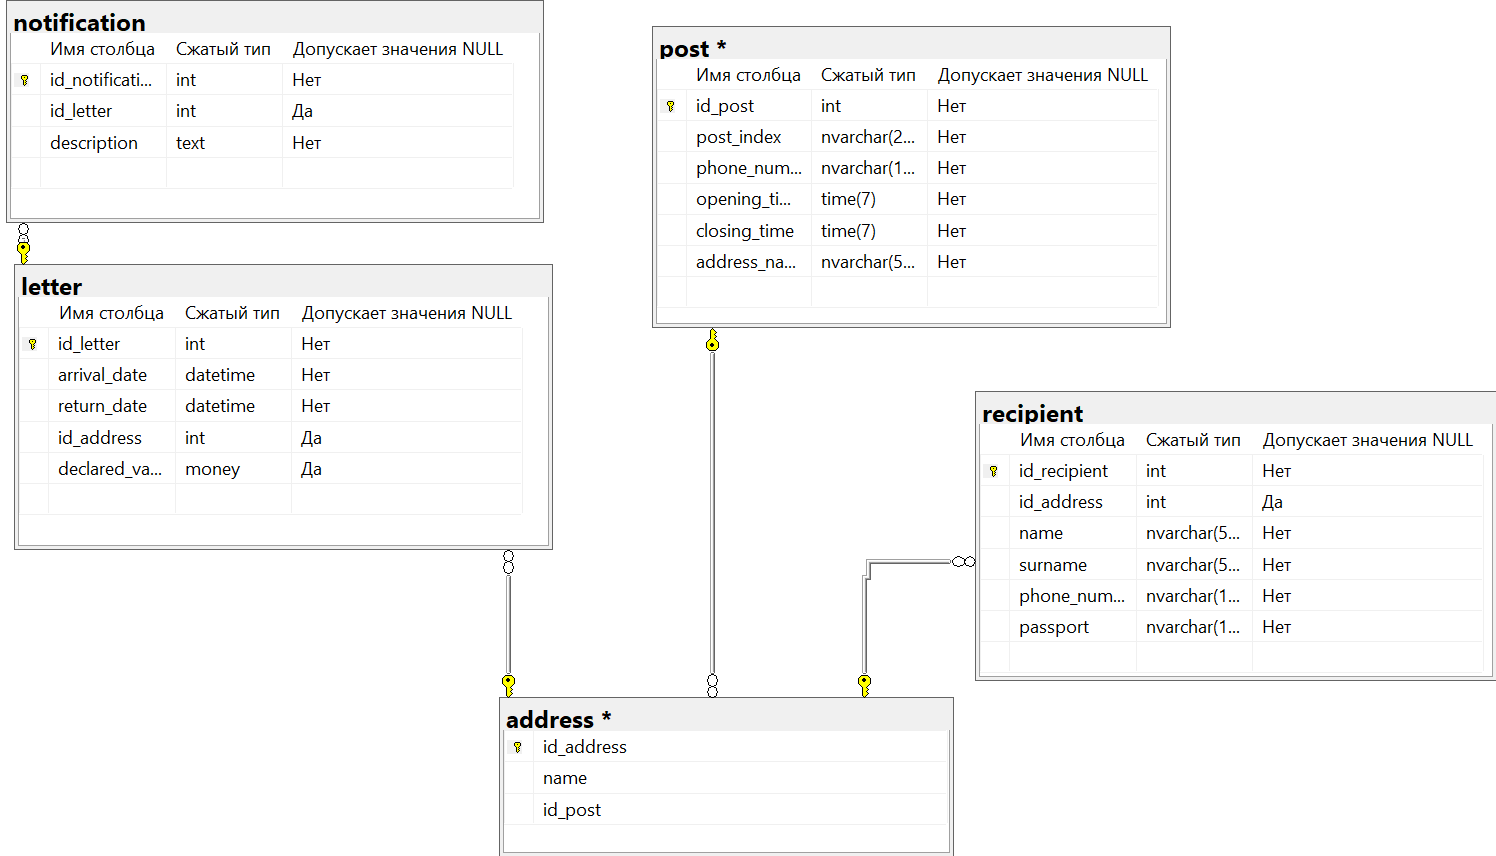 notification
Имя столбца Сжатый тип Допускает значения NULL
id_notificati... int Нет
id_letter int Да
description text Нет
post *
Имя столбца Сжатый тип Допускает значения NULL
id_post int Нет
post_index nvarchar(2... Нет
phone_num... nvarchar(1... Нет
opening_ti... time(7) Нет
closing_time time(7) Нет
address_na... nvarchar(5... Нет
letter
Имя столбца Сжатый тип Допускает значения NULL
id_letter int Нет
arrival_date datetime Нет
return_date datetime Нет
id_address int Да
declared_va... money Да
recipient
Имя столбца Сжатый тип Допускает значения NULL
id_recipient int Нет
id_address int Да
name nvarchar(5... Нет
surname nvarchar(5... Нет
phone_num... nvarchar(1... Нет
passport nvarchar(1... Нет
address *
id_address
name
id_post